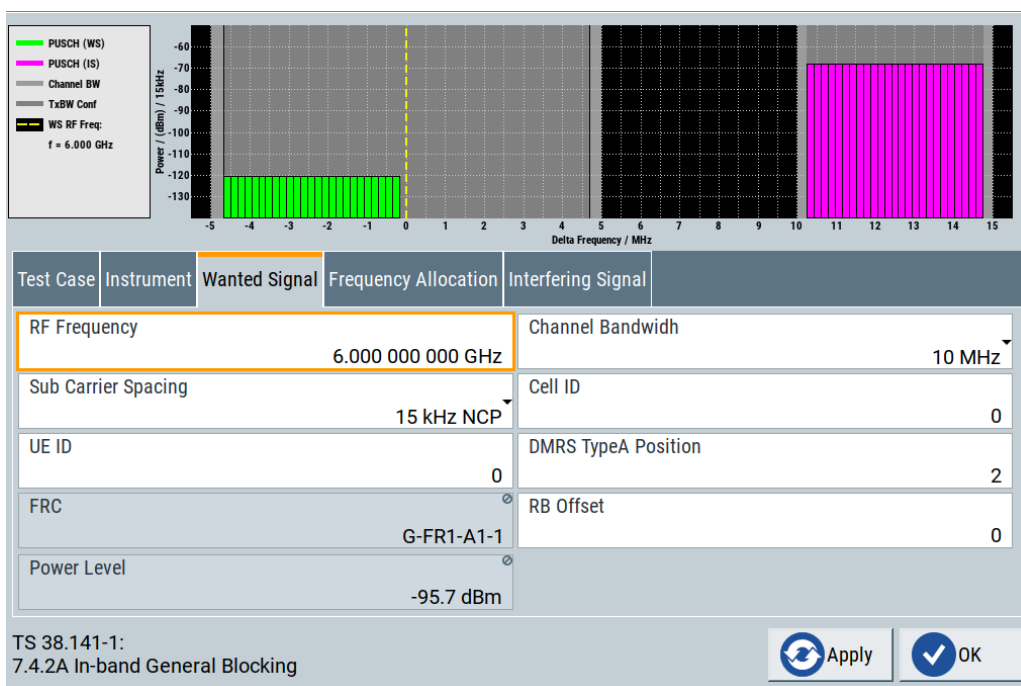 PUSCH (WS)
PUSCH (IS)
Channel BW
TxBW Conf
WS RF Freq:
f = 6.000 GHz
Power / (dBm) / 15kHz
-60
-70
-80
-90
-100
-110
-120
-130
-5 -4 -3 -2 -1 0 1 2 3 4 5 6 7 8 9 10 11 12 13 14 15
Delta Frequency / MHz
Test Case Instrument Wanted Signal Frequency Allocation Interfering Signal
RF Frequency
6.000 000 000 GHz
Channel Bandwidh
10 MHz
Sub Carrier Spacing
15 kHz NCP
Cell ID
0
UE ID
0
DMRS TypeA Position
2
FRC
G-FR1-A1-1
RB Offset
0
Power Level
-95.7 dBm
TS 38.141-1:
7.4.2A In-band General Blocking
Apply
OK